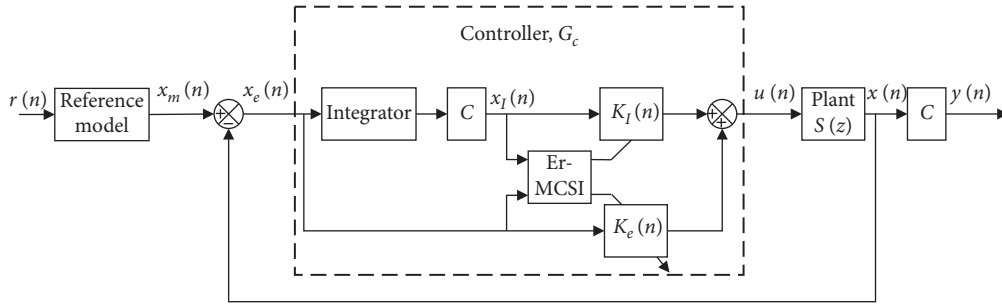 Controller, G_c
r(n)
Reference
model
x_m(n)
+
−
x_e(n)
Integrator
C
x_I(n)
K_I(n)
+
+
u(n)
Plant
S(z)
x(n)
C
y(n)
Er-
MCSI
K_e(n)